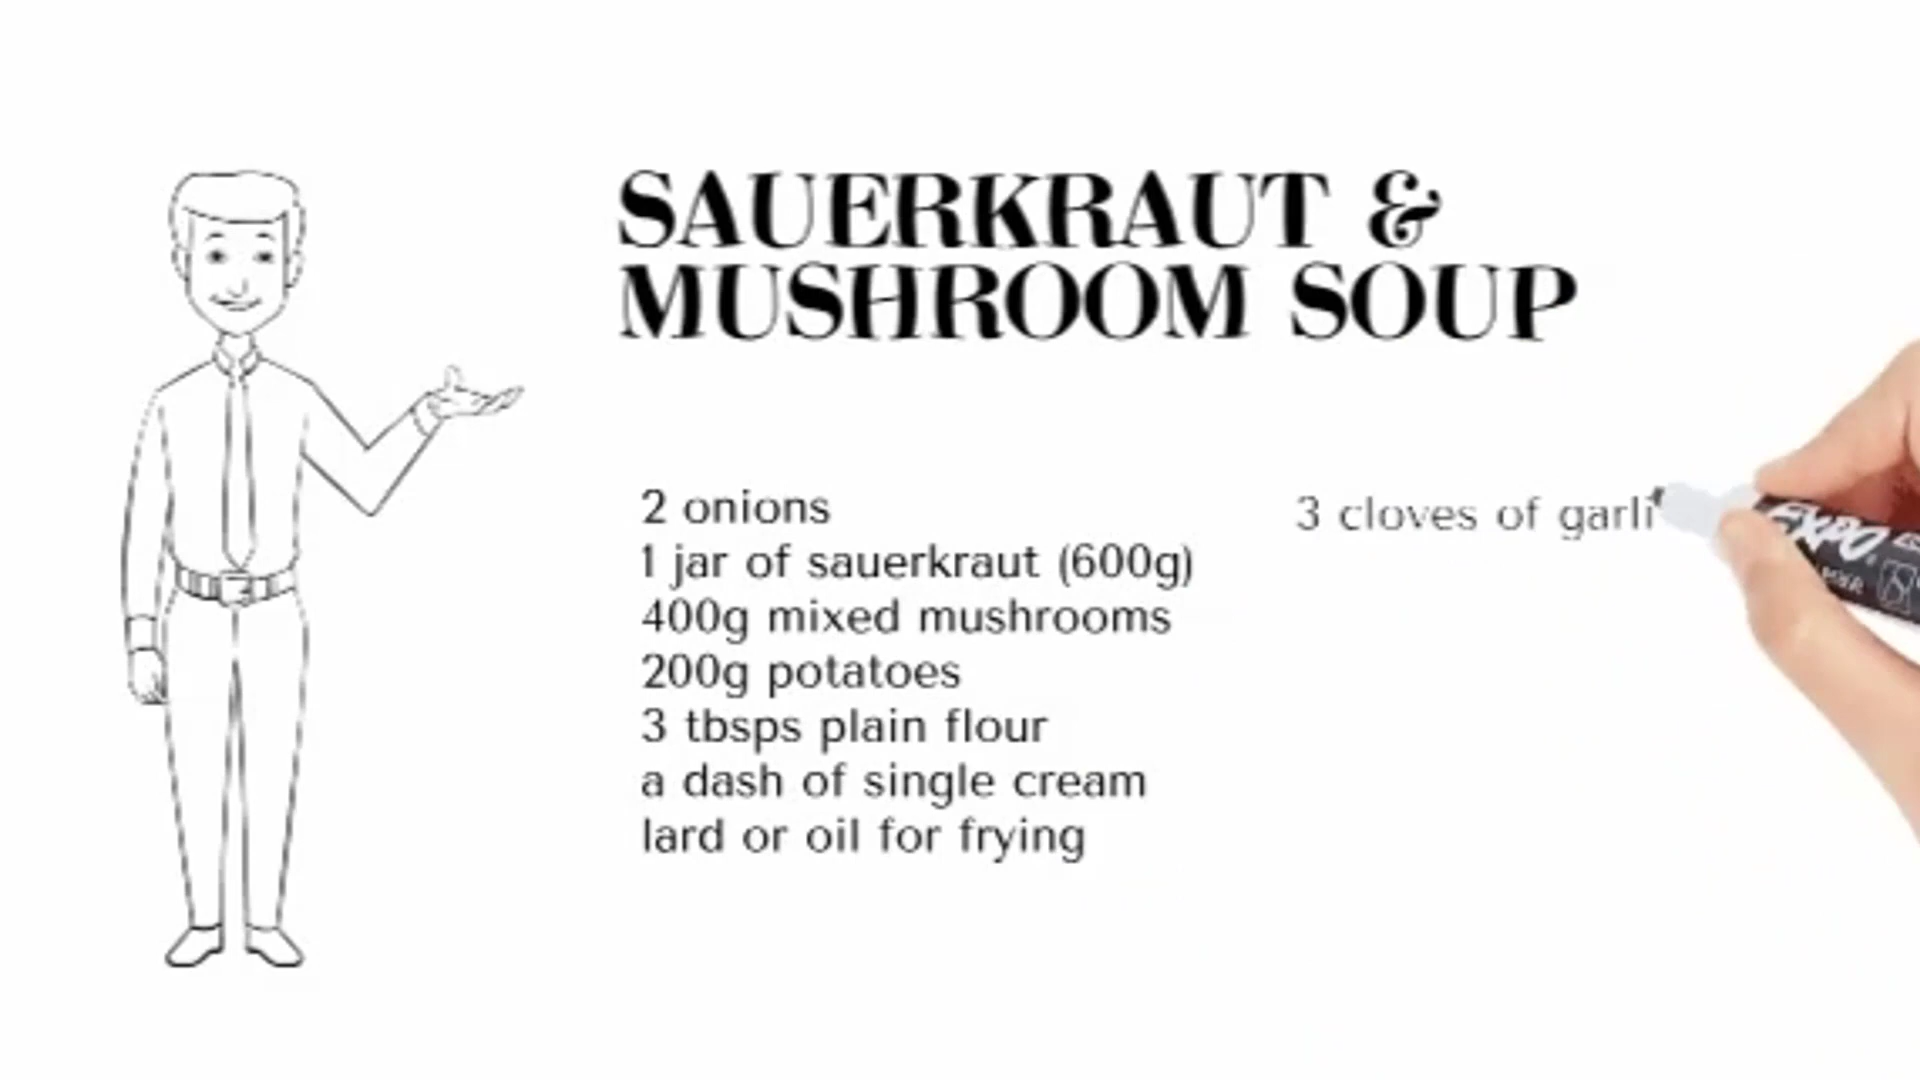 SAUERKRAUT &
MUSHROOM SOUP
2 onions
1 jar of sauerkraut (600g)
400g mixed mushrooms
200g potatoes
3 tbsps plain flour
a dash of single cream
lard or oil for frying
3 cloves of garli
EXPO